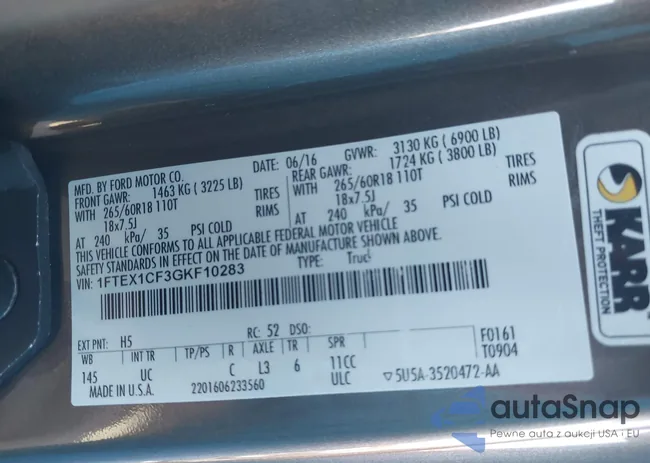 MFD. BY FORD MOTOR CO.
DATE: 06/16
GVWR: 3130 KG ( 6900 LB)
FRONT GAWR: 1463 KG ( 3225 LB)
REAR GAWR: 1724 KG ( 3800 LB)
WITH 265/60R18 110T TIRES
WITH 265/60R18 110T TIRES
18x7.5J RIMS
18x7.5J RIMS
AT 240 kPa/ 35 PSI COLD
AT 240 kPa/ 35 PSI COLD
THIS VEHICLE CONFORMS TO ALL APPLICABLE FEDERAL MOTOR VEHICLE
SAFETY STANDARDS IN EFFECT ON THE DATE OF MANUFACTURE SHOWN ABOVE.
VIN: 1FTEX1CF3GKF10283
TYPE: Truck
EXT PNT: H5 RC: 52 DSO: F0161
WB INT TR TP/PS R AXLE TR SPR T0904
145 UC C L3 6 11CC
ULC
MADE IN U.S.A. 2201606233560 5U5A-3520472-AA
KARR
THEFT PROTECTION
autaSnap
Pewne auta z aukcji USA i EU